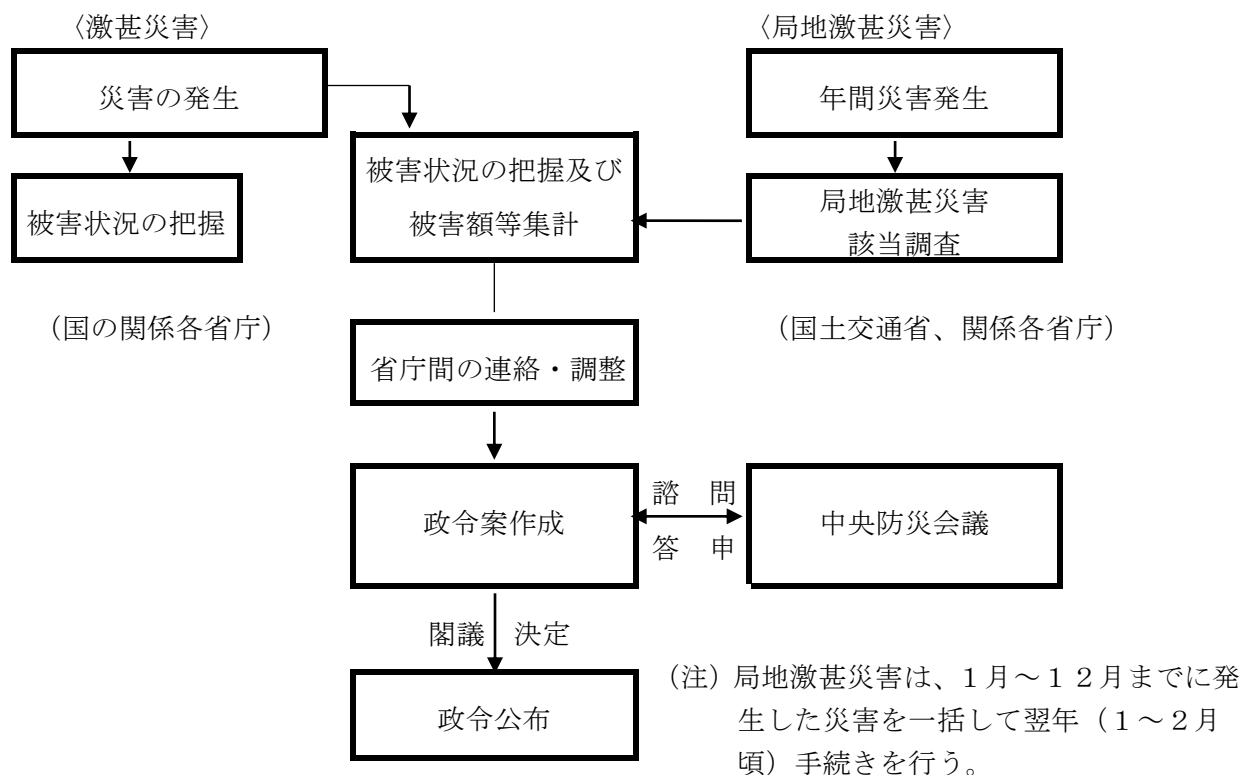 〈激甚災害〉
〈局地激甚災害〉
災害の発生
年間災害発生
被害状況の把握及び
被害額等集計
被害状況の把握
局地激甚災害
該当調査
（国の関係各省庁）
（国土交通省、関係各省庁）
省庁間の連絡・調整
政令案作成
諮　問
答　申
中央防災会議
閣議　決定
政令公布
（注）局地激甚災害は、１月～１２月までに発
生した災害を一括して翌年（１～２月
頃）手続きを行う。